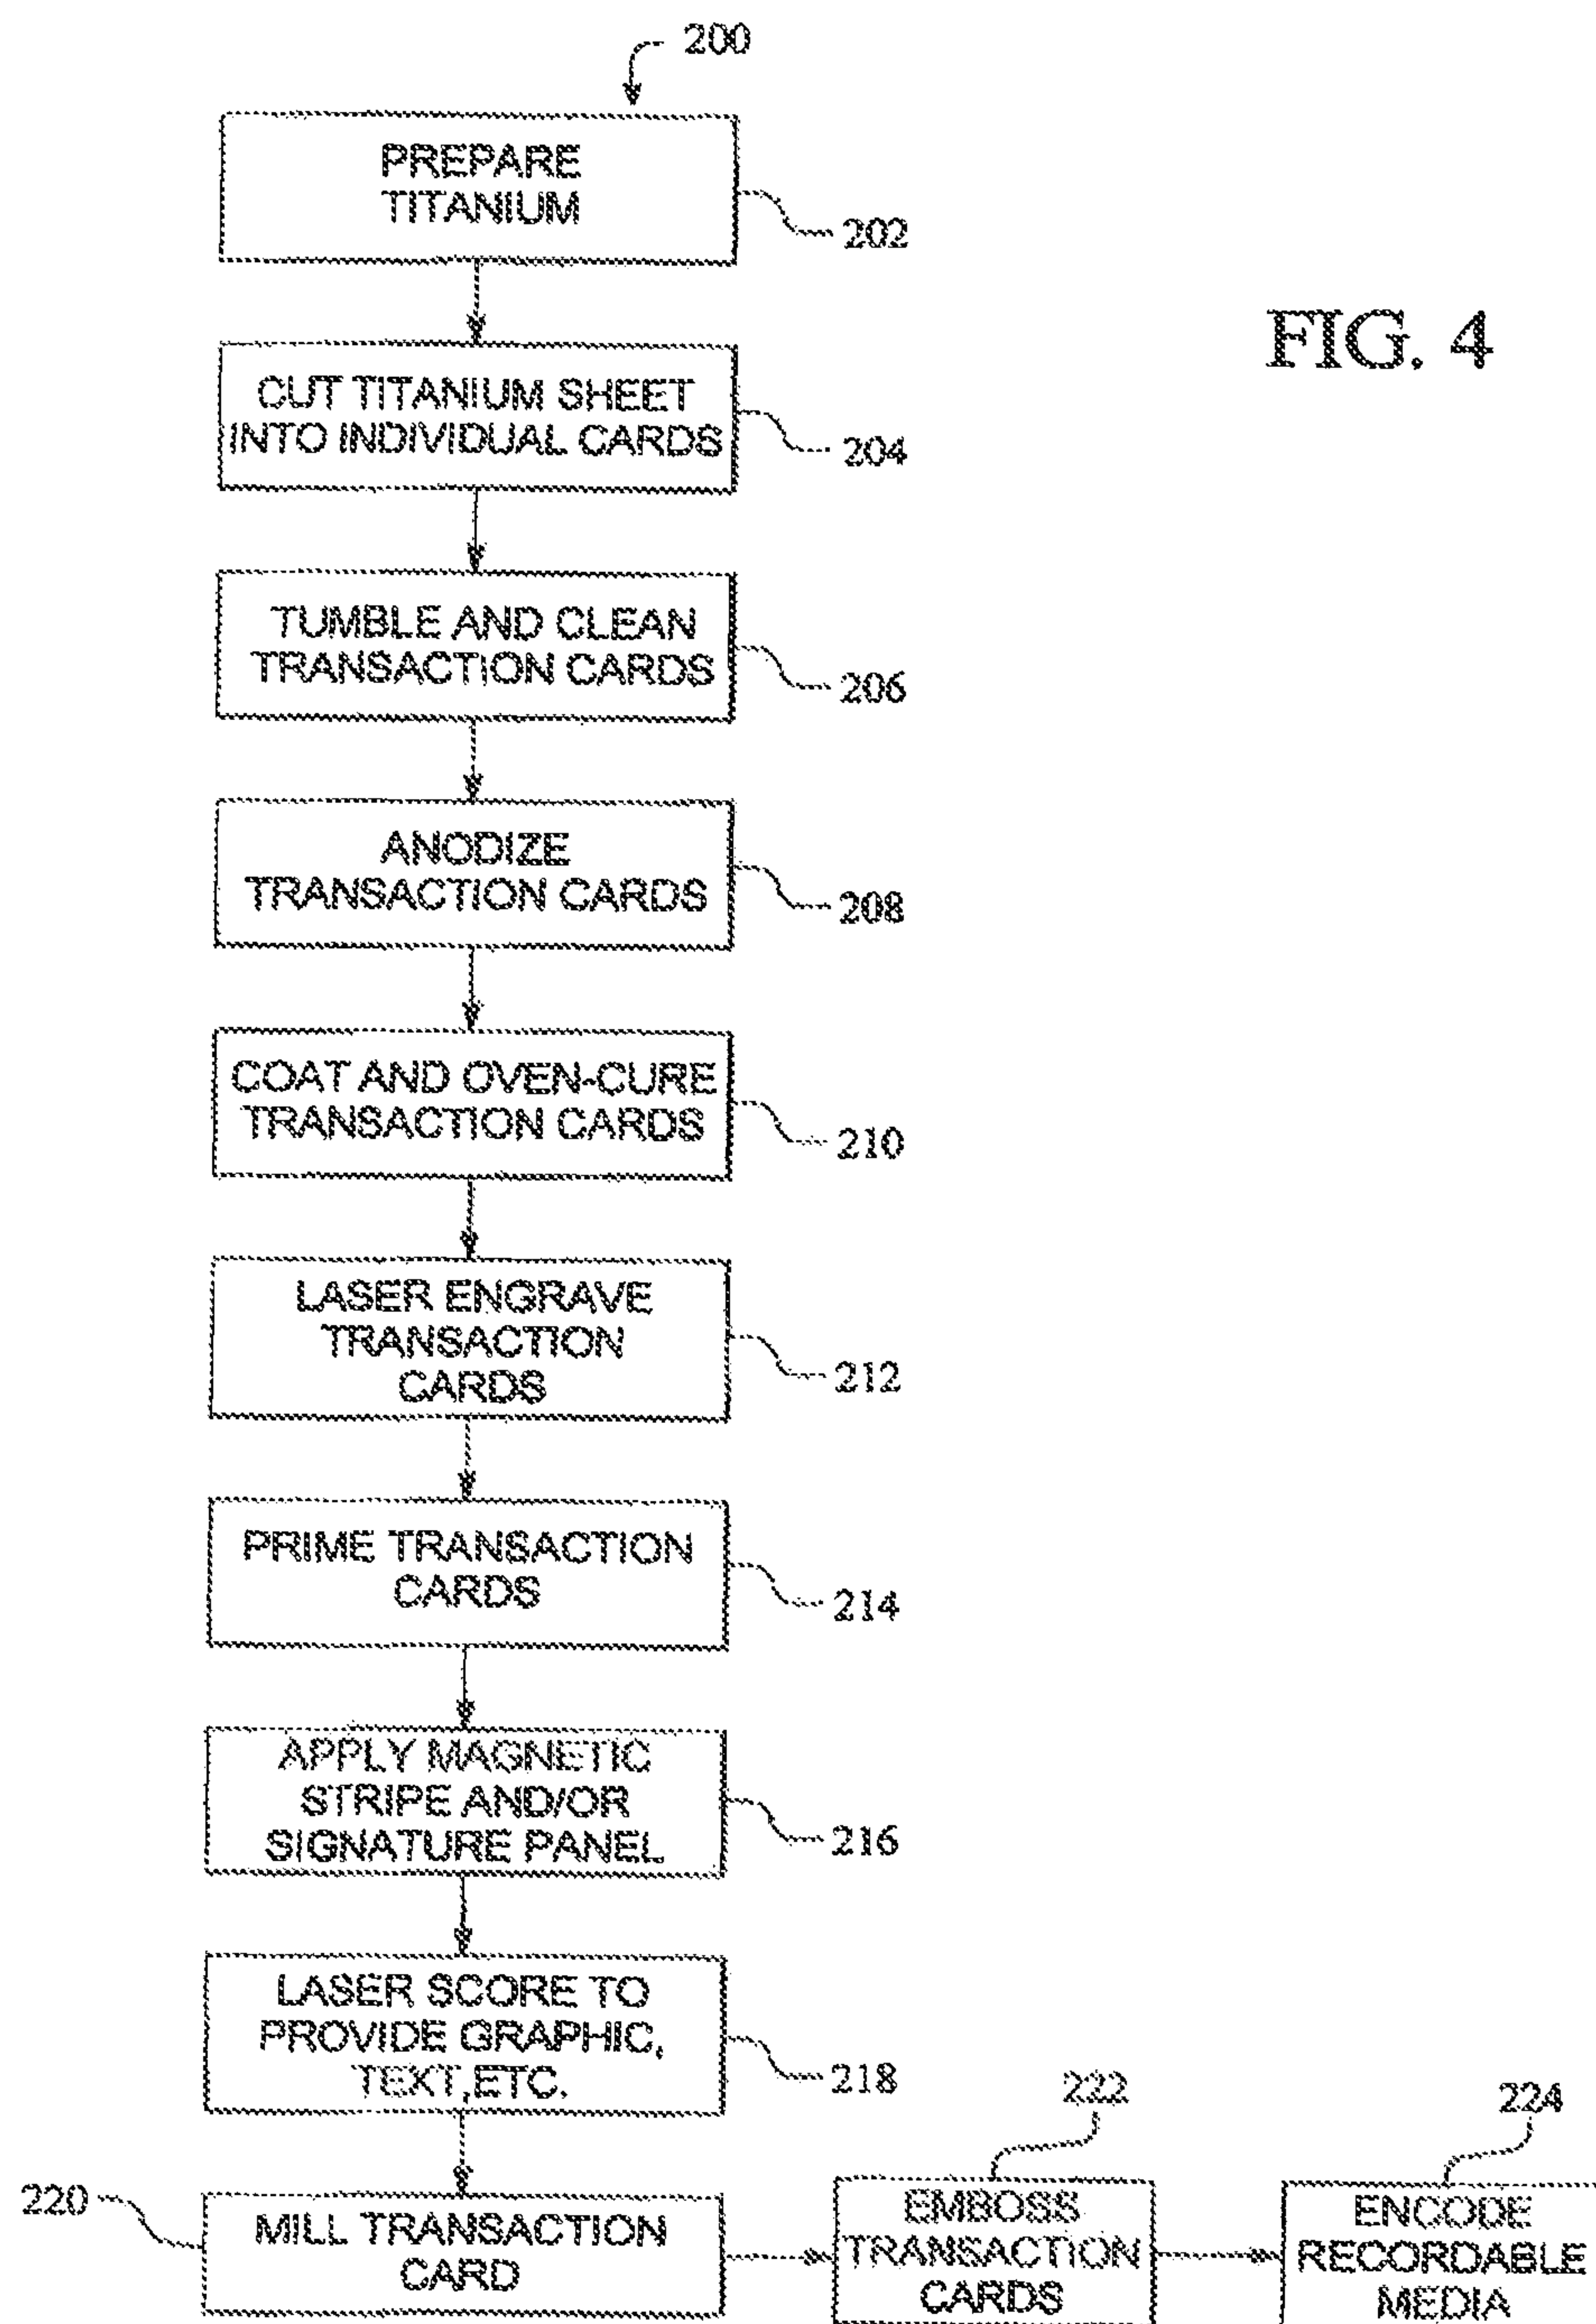 200
PREPARE
TITANIUM
202
FIG. 4
CUT TITANIUM SHEET
INTO INDIVIDUAL CARDS
204
TUMBLE AND CLEAN
TRANSACTION CARDS
206
ANODIZE
TRANSACTION CARDS
208
COAT AND OVEN-CURE
TRANSACTION CARDS
210
LASER ENGRAVE
TRANSACTION
CARDS
212
PRIME TRANSACTION
CARDS
214
APPLY MAGNETIC
STRIPE AND/OR
SIGNATURE PANEL
216
LASER SCORE TO
PROVIDE GRAPHIC,
TEXT,ETC.
218
220
MILL TRANSACTION
CARD
222
EMBOSS
TRANSACTION
CARDS
224
ENCODE
RECORDABLE
MEDIA